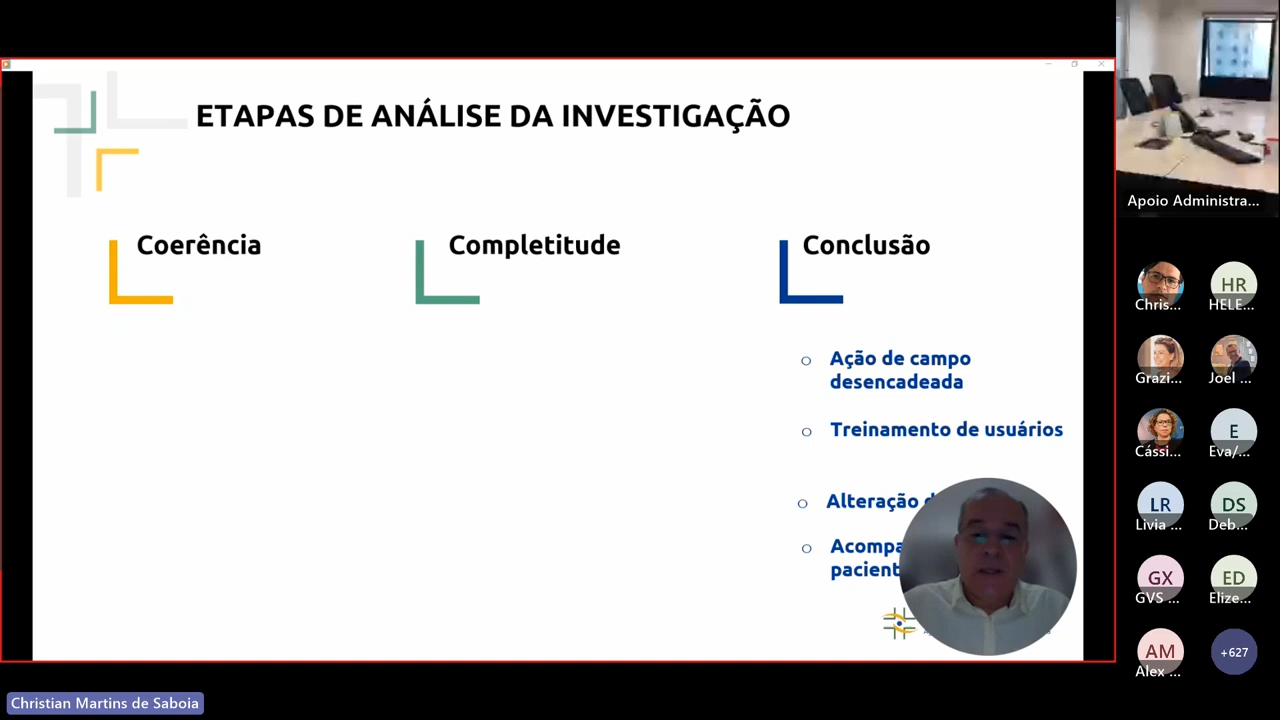 ETAPAS DE ANÁLISE DA INVESTIGAÇÃO
Coerência
Completitude
Conclusão
Ação de campo
desencadeada
Treinamento de usuários
Alteração
Acompa
pacient
Apoio Administra...
Chris...
HR
HELE...
Grazi...
Joel ...
Cássi...
E
Eva/...
LR
Livia ...
DS
Deb...
GX
GVS ...
ED
Elize...
AM
Alex ...
+627
Christian Martins de Saboia